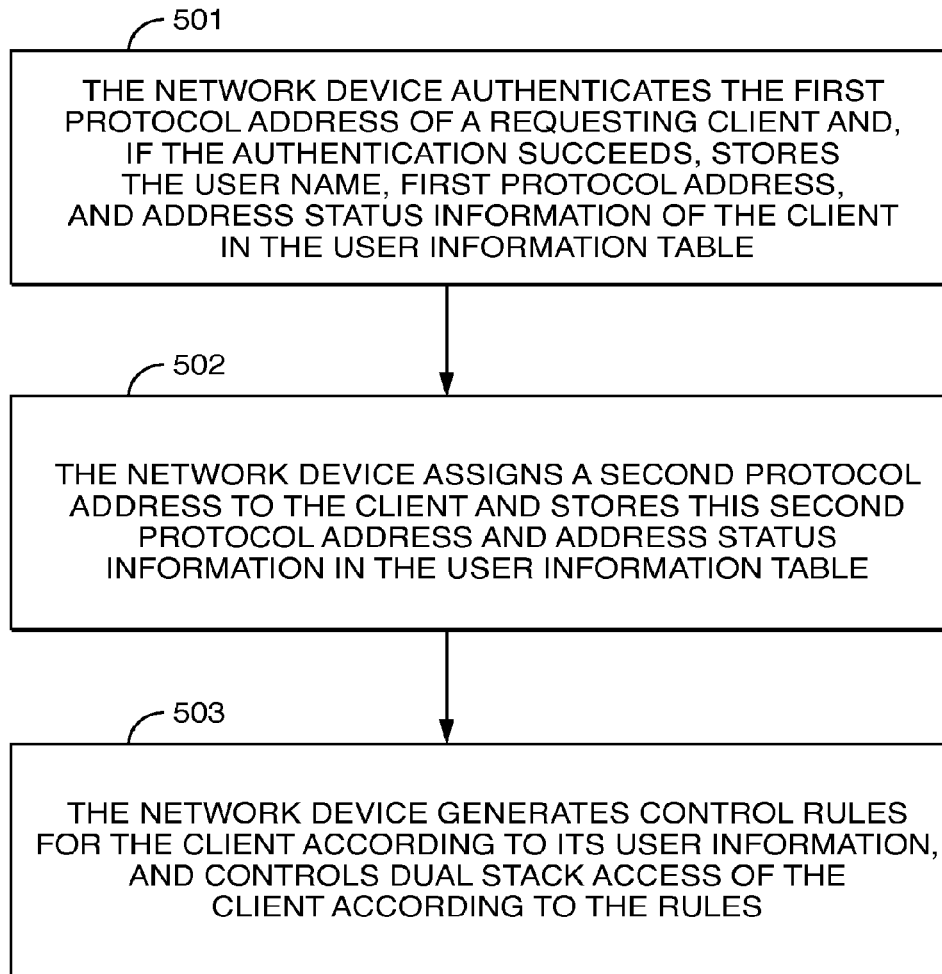 501
THE NETWORK DEVICE AUTHENTICATES THE FIRST
PROTOCOL ADDRESS OF A REQUESTING CLIENT AND,
IF THE AUTHENTICATION SUCCEEDS, STORES
THE USER NAME, FIRST PROTOCOL ADDRESS,
AND ADDRESS STATUS INFORMATION OF THE CLIENT
IN THE USER INFORMATION TABLE
502
THE NETWORK DEVICE ASSIGNS A SECOND PROTOCOL
ADDRESS TO THE CLIENT AND STORES THIS SECOND
PROTOCOL ADDRESS AND ADDRESS STATUS
INFORMATION IN THE USER INFORMATION TABLE
503
THE NETWORK DEVICE GENERATES CONTROL RULES
FOR THE CLIENT ACCORDING TO ITS USER INFORMATION,
AND CONTROLS DUAL STACK ACCESS OF THE
CLIENT ACCORDING TO THE RULES